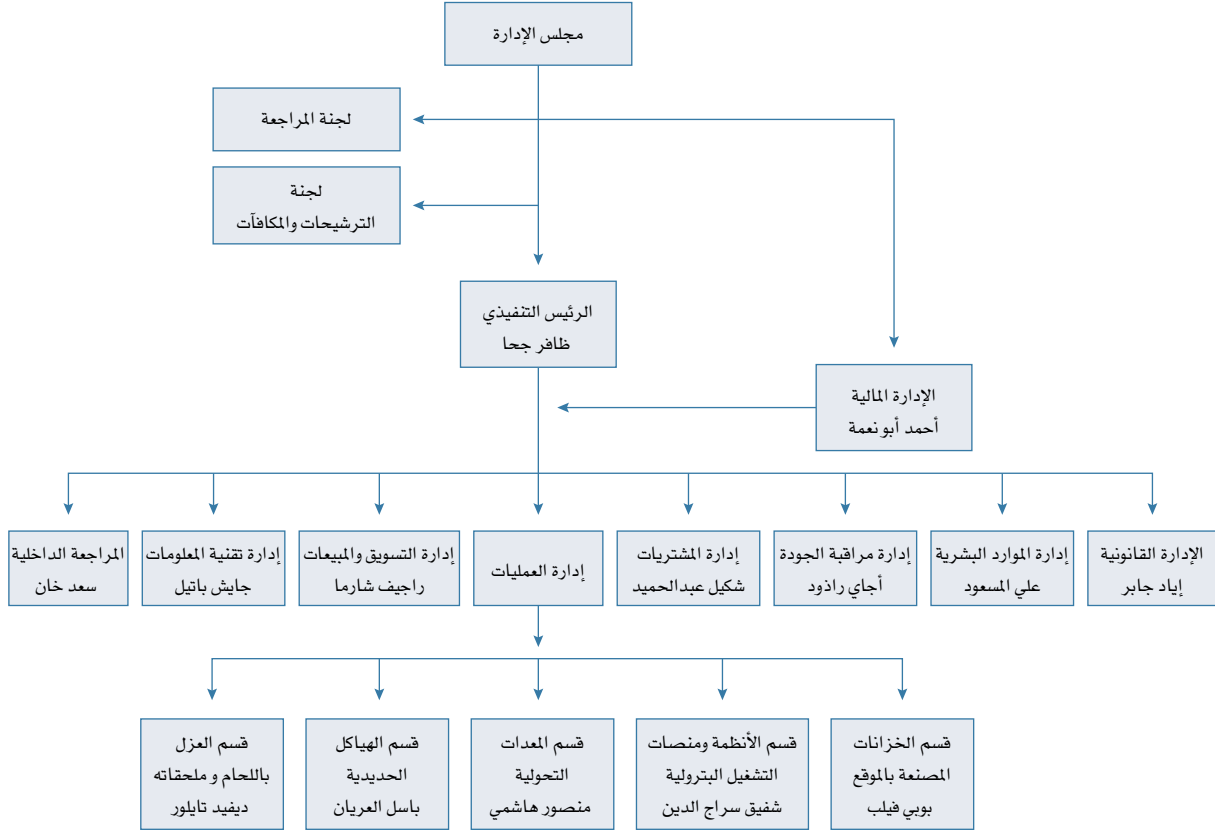 مجلس الإدارة
لجنة المراجعة
لجنة
الترشيحات والمكافآت
الرئيس التنفيذي
ظافر جحا
الإدارة المالية
أحمد أبو نعمة
الإدارة القانونية
إياد جابر
إدارة الموارد البشرية
علي المسعود
إدارة مراقبة الجودة
أجاي راذود
إدارة المشتريات
شكيل عبدالحميد
إدارة العمليات
إدارة التسويق والمبيعات
راجيف شارما
إدارة تقنية المعلومات
جايش باتيل
المراجعة الداخلية
سعد خان
قسم الخزانات
المصنعة بالموقع
بوبي فيلب
قسم الأنظمة ومنصات
التشغيل البترولية
شفيق سراج الدين
قسم المعدات
التحولية
منصور هاشمي
قسم الهياكل
الحديدية
باسل العريان
قسم العزل
باللحام و ملحقاته
ديفيد تايلور